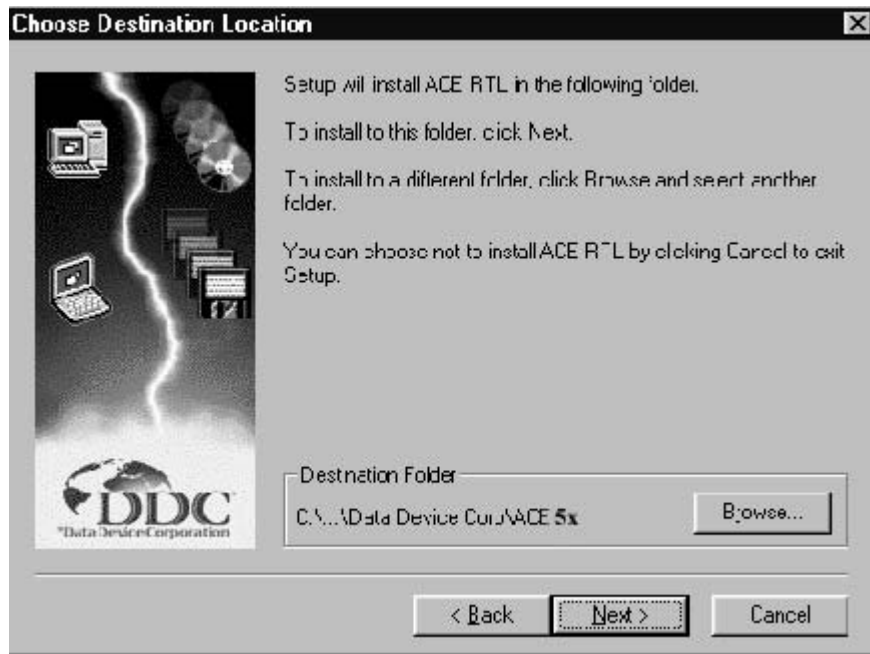 Choose Destination Location
Setup will install ACE RTL in the following folder.
To install to this folder, click Next.
To install to a different folder, click Browse and select another
folder.
You can choose not to install ACE RTL by clicking Cancel to exit
Setup.
DDC
Data Device Corporation
Destination Folder
C:\...\Data Device Corp\ACE 5x
Browse...
< Back
Next >
Cancel